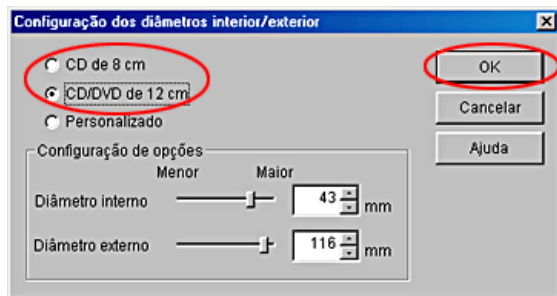 Configuração dos diâmetros interior/exterior
CD de 8 cm
CD/DVD de 12 cm
Personalizado
OK
Cancelar
Ajuda
Configuração de opções
Menor Maior
Diâmetro interno 43 mm
Diâmetro externo 116 mm